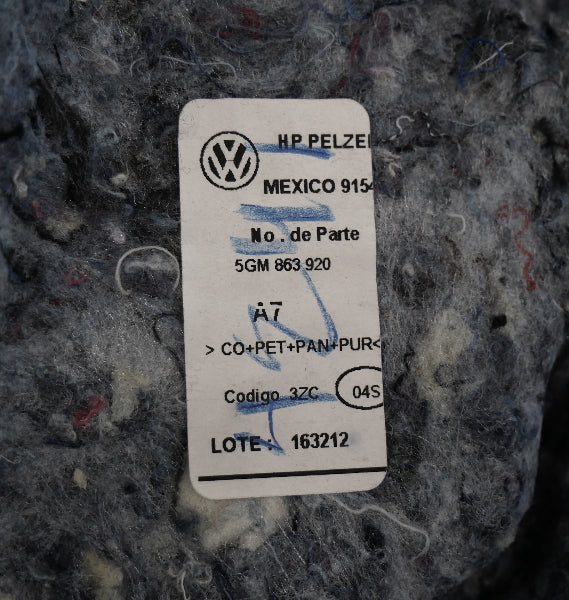 HP PELZE
MEXICO 9154
No. de Parte
5GM 863 920
A7
> CO+PET+PAN+PUR<
Codigo 3ZC 04S
LOTE: 163212